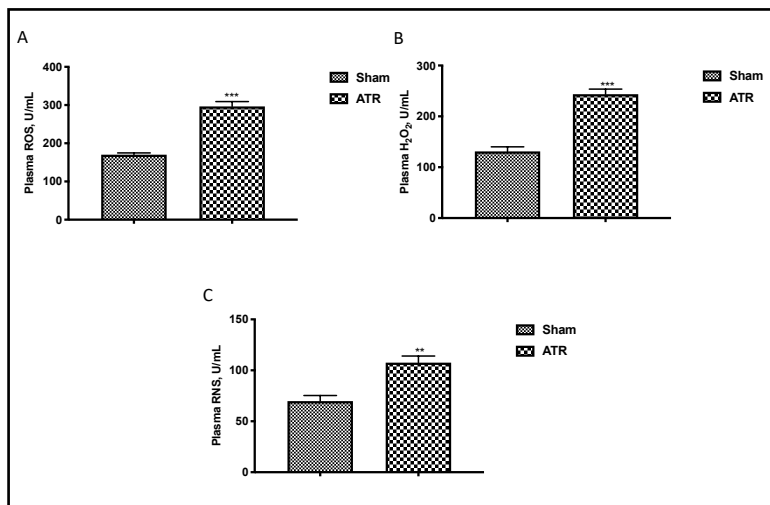 A
Plasma ROS, U/mL
400
300
200
100
0
***
Sham
ATR
B
Plasma H₂O₂, U/mL
300
200
100
0
***
Sham
ATR
C
Plasma RNS, U/mL
150
100
50
0
**
Sham
ATR